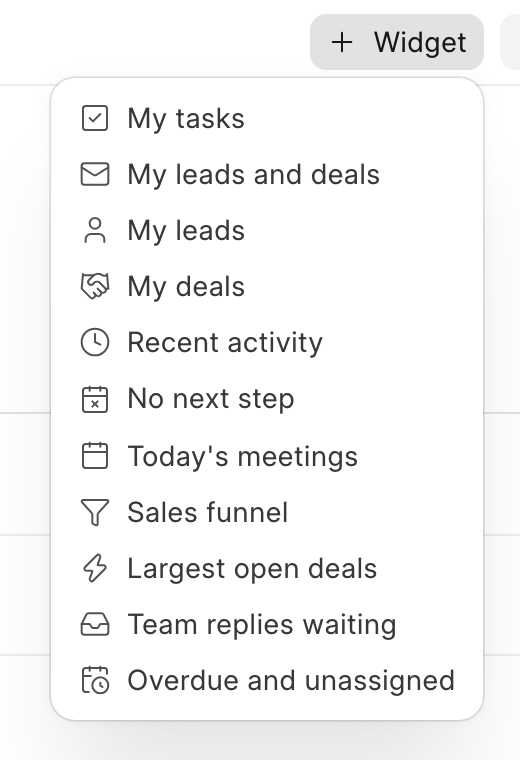 Widget
My tasks
My leads and deals
My leads
My deals
Recent activity
No next step
Today's meetings
Sales funnel
Largest open deals
Team replies waiting
Overdue and unassigned